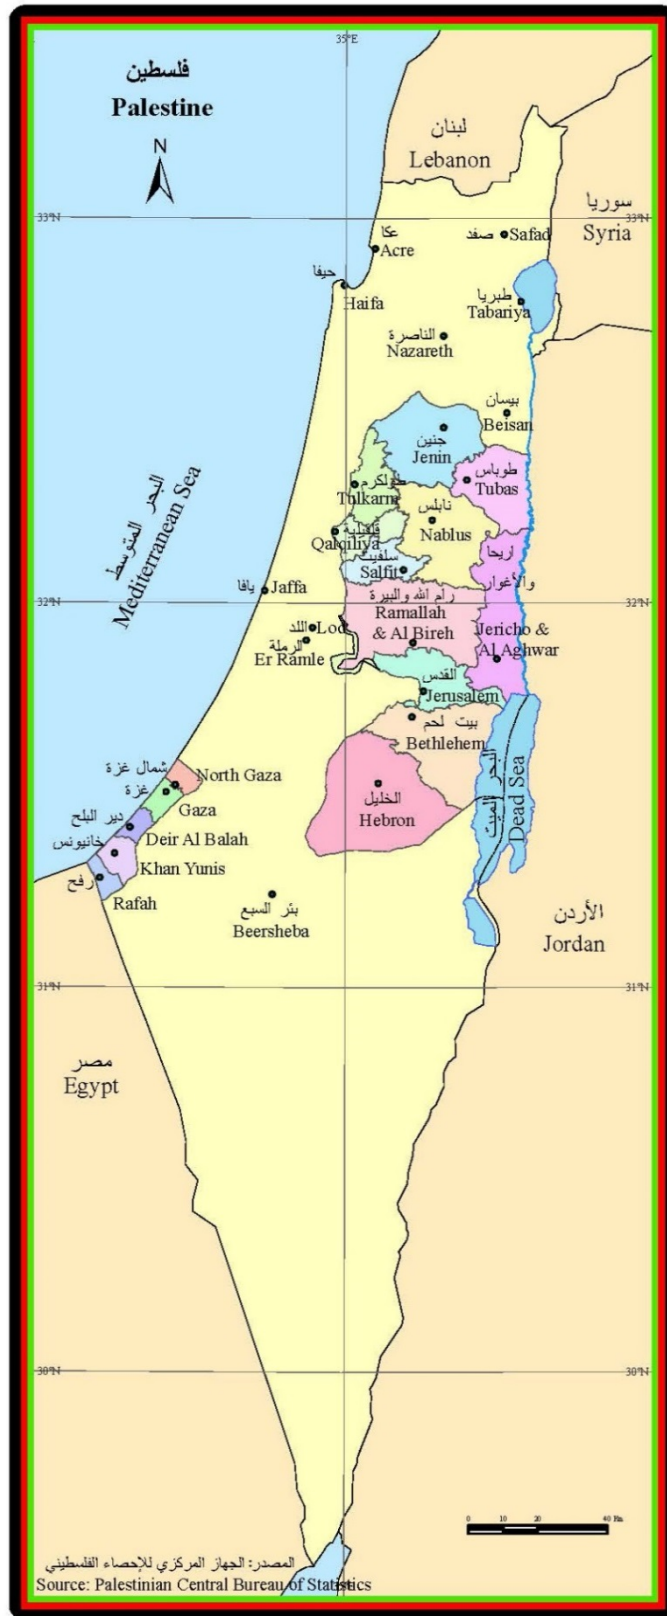 35°E
فلسطين
Palestine
N
لبنان
Lebanon
سوريا
Syria
33°N
33°N
عكا
Acre
صفد
Safad
حيفا
Haifa
طبريا
Tabariya
الناصرة
Nazareth
بيسان
Beisan
جنين
Jenin
طوباس
Tubas
طولكرم
Tulkarm
نابلس
Nablus
قلقيلية
Qalqiliya
سلفيت
Salfit
اريحا
والأغوار
Jericho &
Al Aghwar
البحر المتوسط
Mediterranean Sea
يافا
Jaffa
32°N
32°N
رام الله والبيرة
Ramallah
& Al Bireh
اللد
Lod
الرملة
Er Ramle
القدس
Jerusalem
بيت لحم
Bethlehem
البحر الميت
Dead Sea
شمال غزة
North Gaza
غزة
Gaza
الخليل
Hebron
دير البلح
Deir Al Balah
خانيونس
Khan Yunis
رفح
Rafah
بئر السبع
Beersheba
الأردن
Jordan
31°N
31°N
مصر
Egypt
30°N
30°N
0 10 20 40 Km
المصدر: الجهاز المركزي للإحصاء الفلسطيني
Source: Palestinian Central Bureau of Statistics